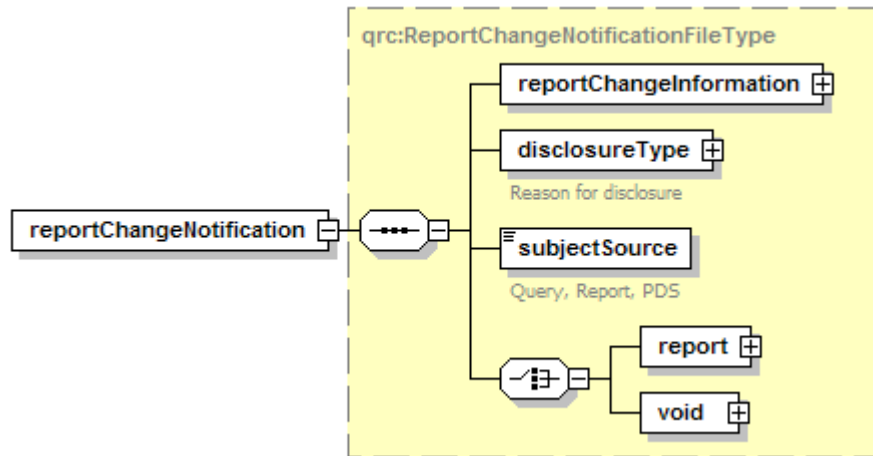 qrc:ReportChangeNotificationFileType
reportChangeInformation
disclosureType
Reason for disclosure
reportChangeNotification
subjectSource
Query, Report, PDS
report
void